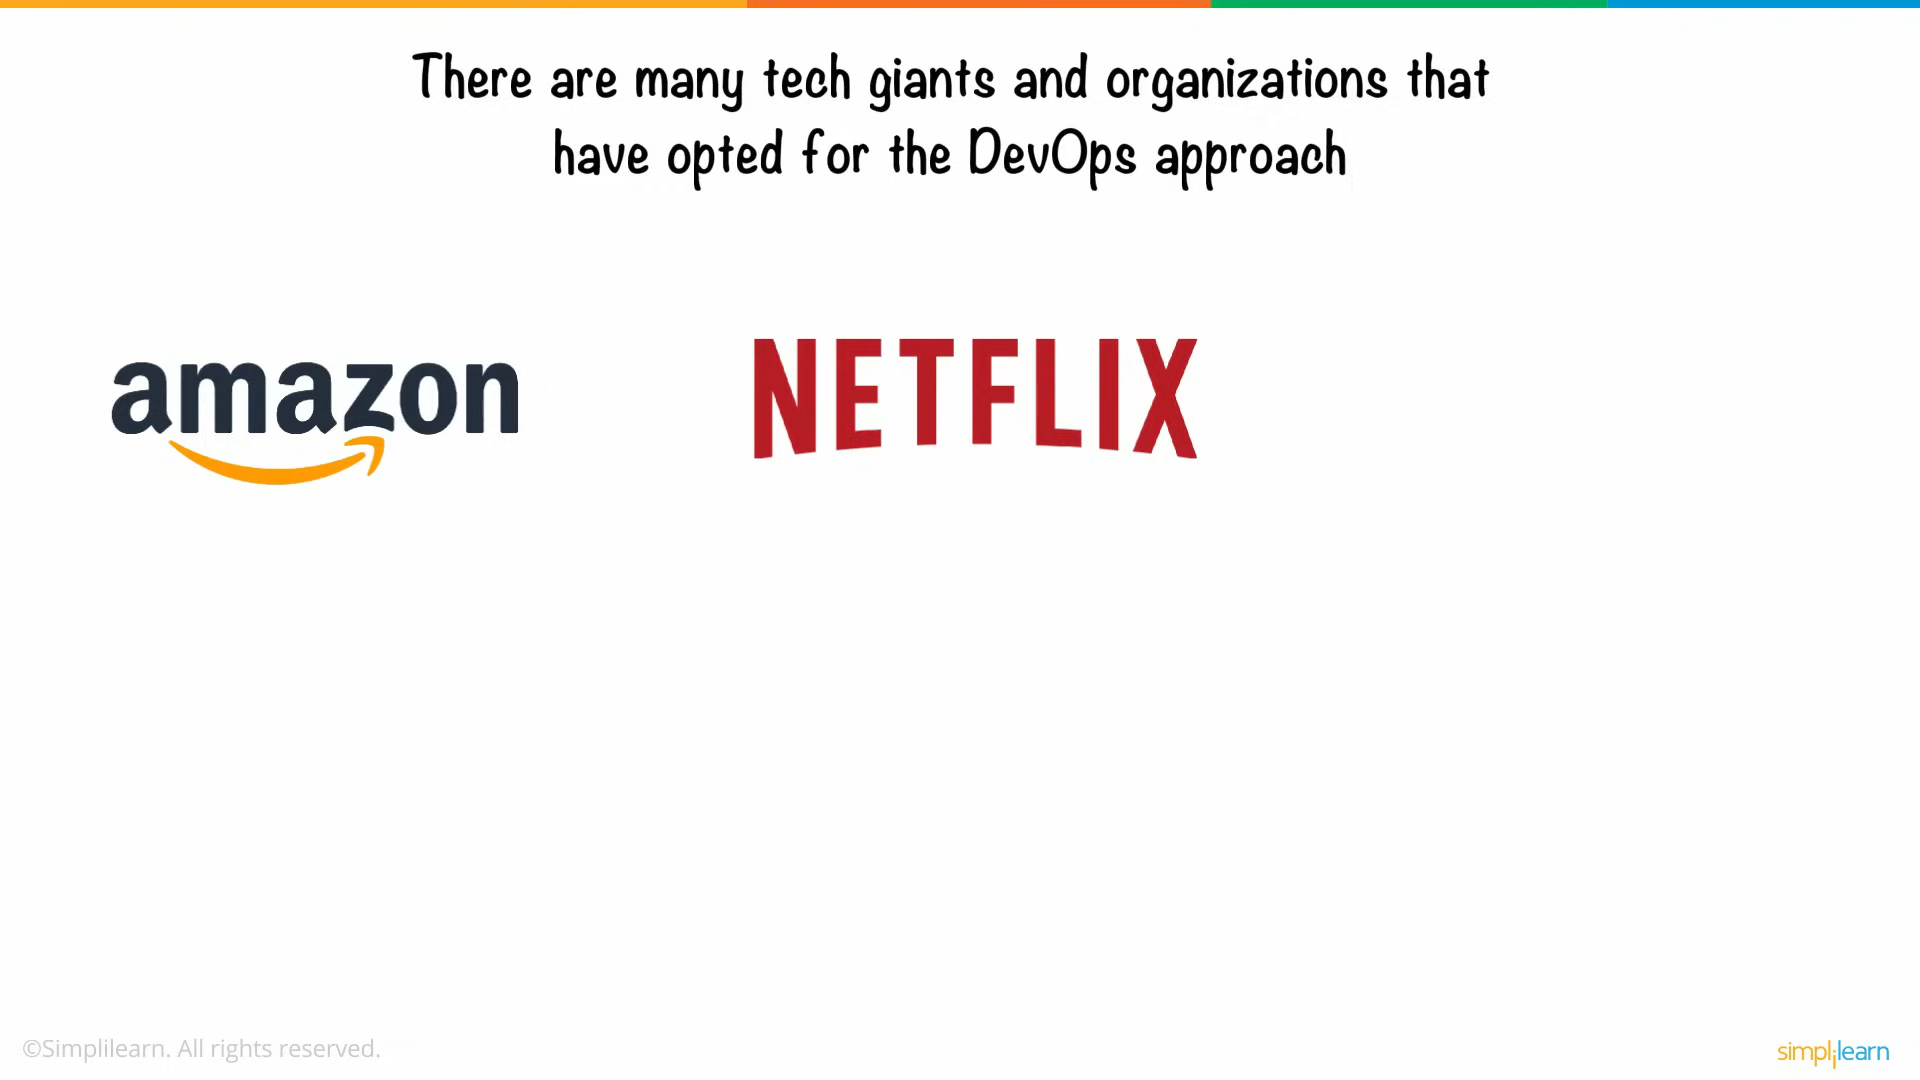 There are many tech giants and organizations that
have opted for the DevOps approach
amazon
NETFLIX
©Simplilearn. All rights reserved.
simplilearn